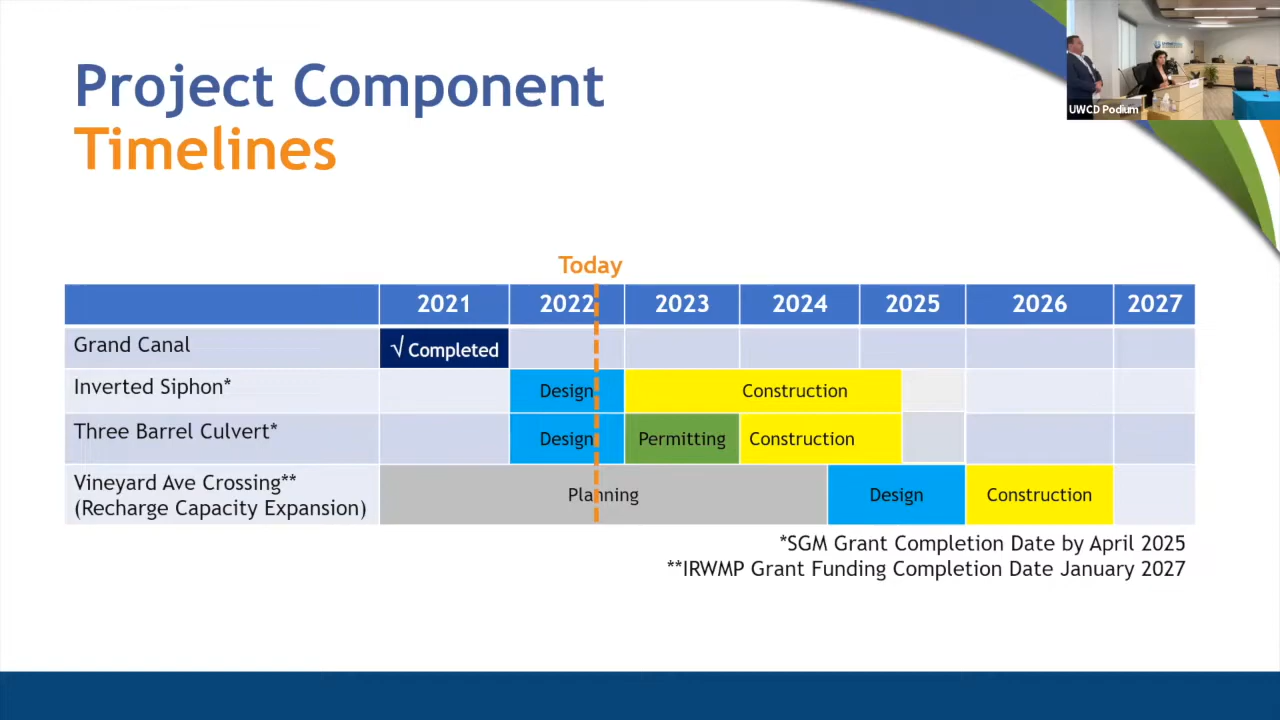 Project Component
Timelines
UWCD Podium
Today
2021 2022 2023 2024 2025 2026 2027
Grand Canal √ Completed
Inverted Siphon* Design Construction
Three Barrel Culvert* Design Permitting Construction
Vineyard Ave Crossing**
(Recharge Capacity Expansion) Planning Design Construction
*SGM Grant Completion Date by April 2025
**IRWMP Grant Funding Completion Date January 2027